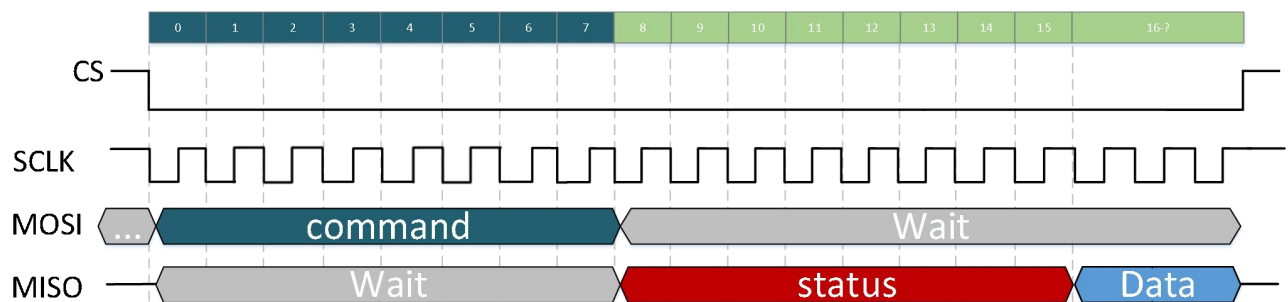 0 1 2 3 4 5 6 7 8 9 10 11 12 13 14 15 16-?
CS
SCLK
MOSI ... command Wait
MISO Wait status Data